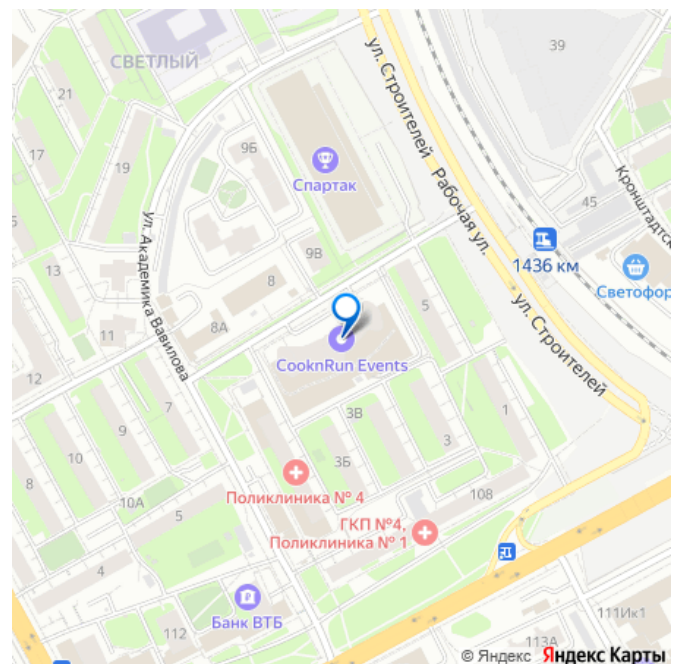 39
СВЕТЛЫЙ
21
ул. Строителей
9Б
17
19
Спартак
Рабочая ул.
Кронштадтск
45
ул. Академика Вавилова
9В
13
8
1436 км
Светофор
5
ул. Строителей
8А
11
CooknRun Events
12
7
3В
1
9
3
10
3Б
8
Поликлиника № 4
108
10А
5
ГКП №4,
Поликлиника № 1
4
Банк ВТБ
112
111Ик1
113А
© Яндекс Яндекс Карты